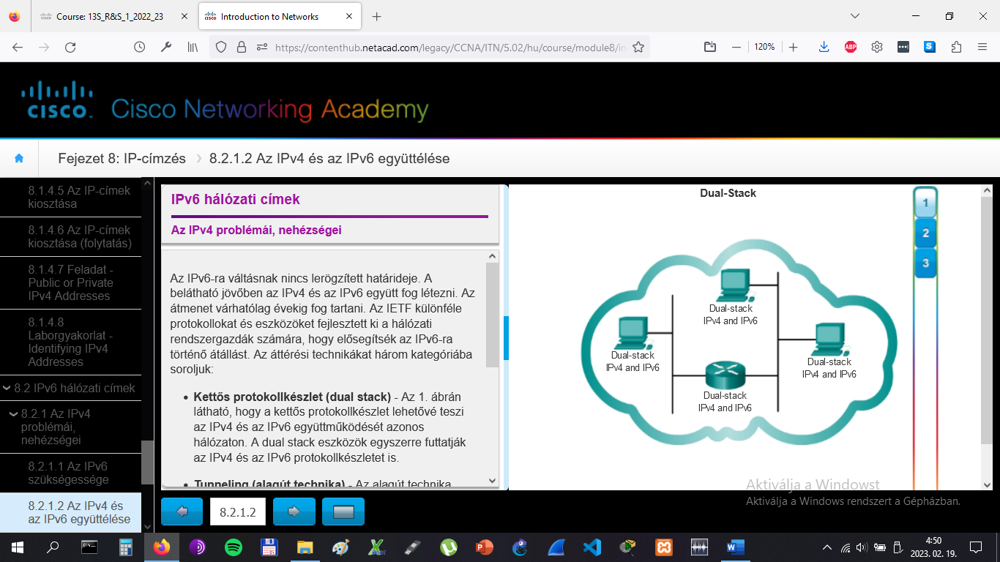 Course: 13S_R&S_1_2022_23
Introduction to Networks
https://contenthub.netacad.com/legacy/CCNA/ITN/5.02/hu/course/module8/in
120%
ABP
CISCO
Cisco Networking Academy
Fejezet 8: IP-címzés
8.2.1.2 Az IPv4 és az IPv6 együttélése
8.1.4.5 Az IP-címek
kiosztása
8.1.4.6 Az IP-címek
kiosztása (folytatás)
8.1.4.7 Feladat -
Public or Private
IPv4 Addresses
8.1.4.8
Laborgyakorlat -
Identifying IPv4
Addresses
8.2 IPv6 hálózati címek
8.2.1 Az IPv4
problémái,
nehézségei
8.2.1.1 Az IPv6
szükségessége
8.2.1.2 Az IPv4 és
az IPv6 együttélése
IPv6 hálózati címek
Az IPv4 problémái, nehézségei
Az IPv6-ra váltásnak nincs lerögzített határideje. A
belátható jövőben az IPv4 és az IPv6 együtt fog létezni. Az
átmenet várhatólag évekig fog tartani. Az IETF különféle
protokollokat és eszközöket fejlesztett ki a hálózati
rendszergazdák számára, hogy elősegítsék az IPv6-ra
történő átállást. Az áttérési technikákat három kategóriába
soroljuk:
• Kettős protokollkészlet (dual stack) - Az 1. ábrán
látható, hogy a kettős protokollkészlet lehetővé teszi
az IPv4 és az IPv6 együttműködését azonos
hálózaton. A dual stack eszközök egyszerre futtatják
az IPv4 és az IPv6 protokollkészletet is.
• Tunneling (alagút technika) - Az alagút technika
8.2.1.2
Dual-Stack
Dual-stack
IPv4 and IPv6
Dual-stack
IPv4 and IPv6
Dual-stack
IPv4 and IPv6
Dual-stack
IPv4 and IPv6
1
2
3
Aktiválja a Windowst
Aktiválja a Windows rendszert a Gépházban.
4:50
2023. 02. 19.